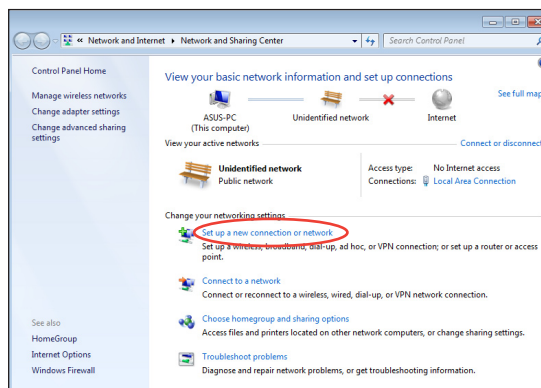 « Network and Internet ▸ Network and Sharing Center
Search Control Panel
Control Panel Home
Manage wireless networks
Change adapter settings
Change advanced sharing
settings
See also
HomeGroup
Internet Options
Windows Firewall
View your basic network information and set up connections
See full map
ASUS-PC
(This computer)
Unidentified network
Internet
View your active networks
Connect or disconnect
Unidentified network
Public network
Access type: No Internet access
Connections: Local Area Connection
Change your networking settings
Set up a new connection or network
Set up a wireless, broadband, dial-up, ad hoc, or VPN connection; or set up a router or access
point.
Connect to a network
Connect or reconnect to a wireless, wired, dial-up, or VPN network connection.
Choose homegroup and sharing options
Access files and printers located on other network computers, or change sharing settings.
Troubleshoot problems
Diagnose and repair network problems, or get troubleshooting information.